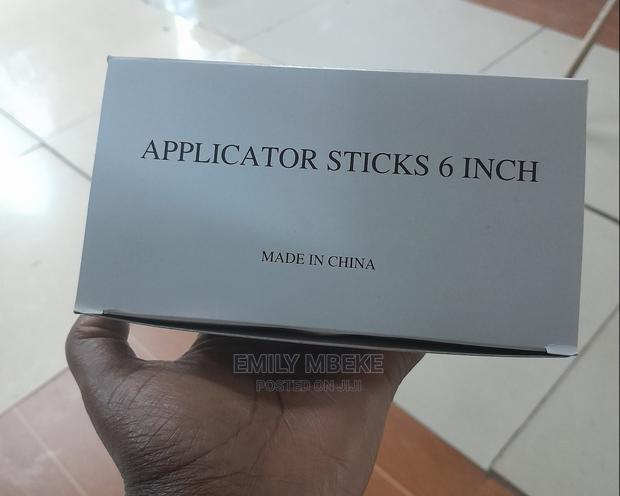 APPLICATOR STICKS 6 INCH
MADE IN CHINA
EMILY MBEKE
POSTED ON JIJI